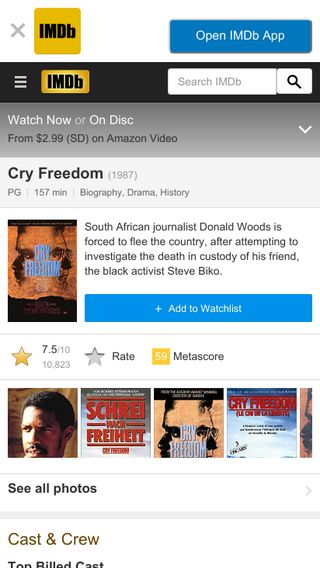 IMDb
Open IMDb App
IMDb
Search IMDb
Watch Now or On Disc
From $2.99 (SD) on Amazon Video
Cry Freedom (1987)
PG | 157 min | Biography, Drama, History
CRY
FREEDOM
South African journalist Donald Woods is
forced to flee the country, after attempting to
investigate the death in custody of his friend,
the black activist Steve Biko.
+ Add to Watchlist
7.5/10
10,823
Rate
59 Metascore
SCHREI
NACH
FREIHEIT
CRY FREEDOM
CRY
FREEDOM
CRY FREEDOM
(LE CRI DE LA LIBERTE)
See all photos
Cast & Crew
Top Billed Cast